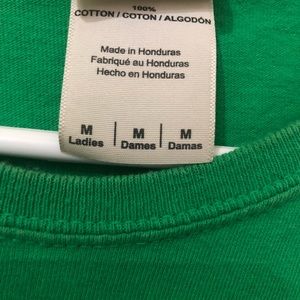 100%
COTTON / COTON / ALGODÓN
Made in Honduras
Fabriqué au Honduras
Hecho en Honduras
M | M | M
Ladies | Dames | Damas